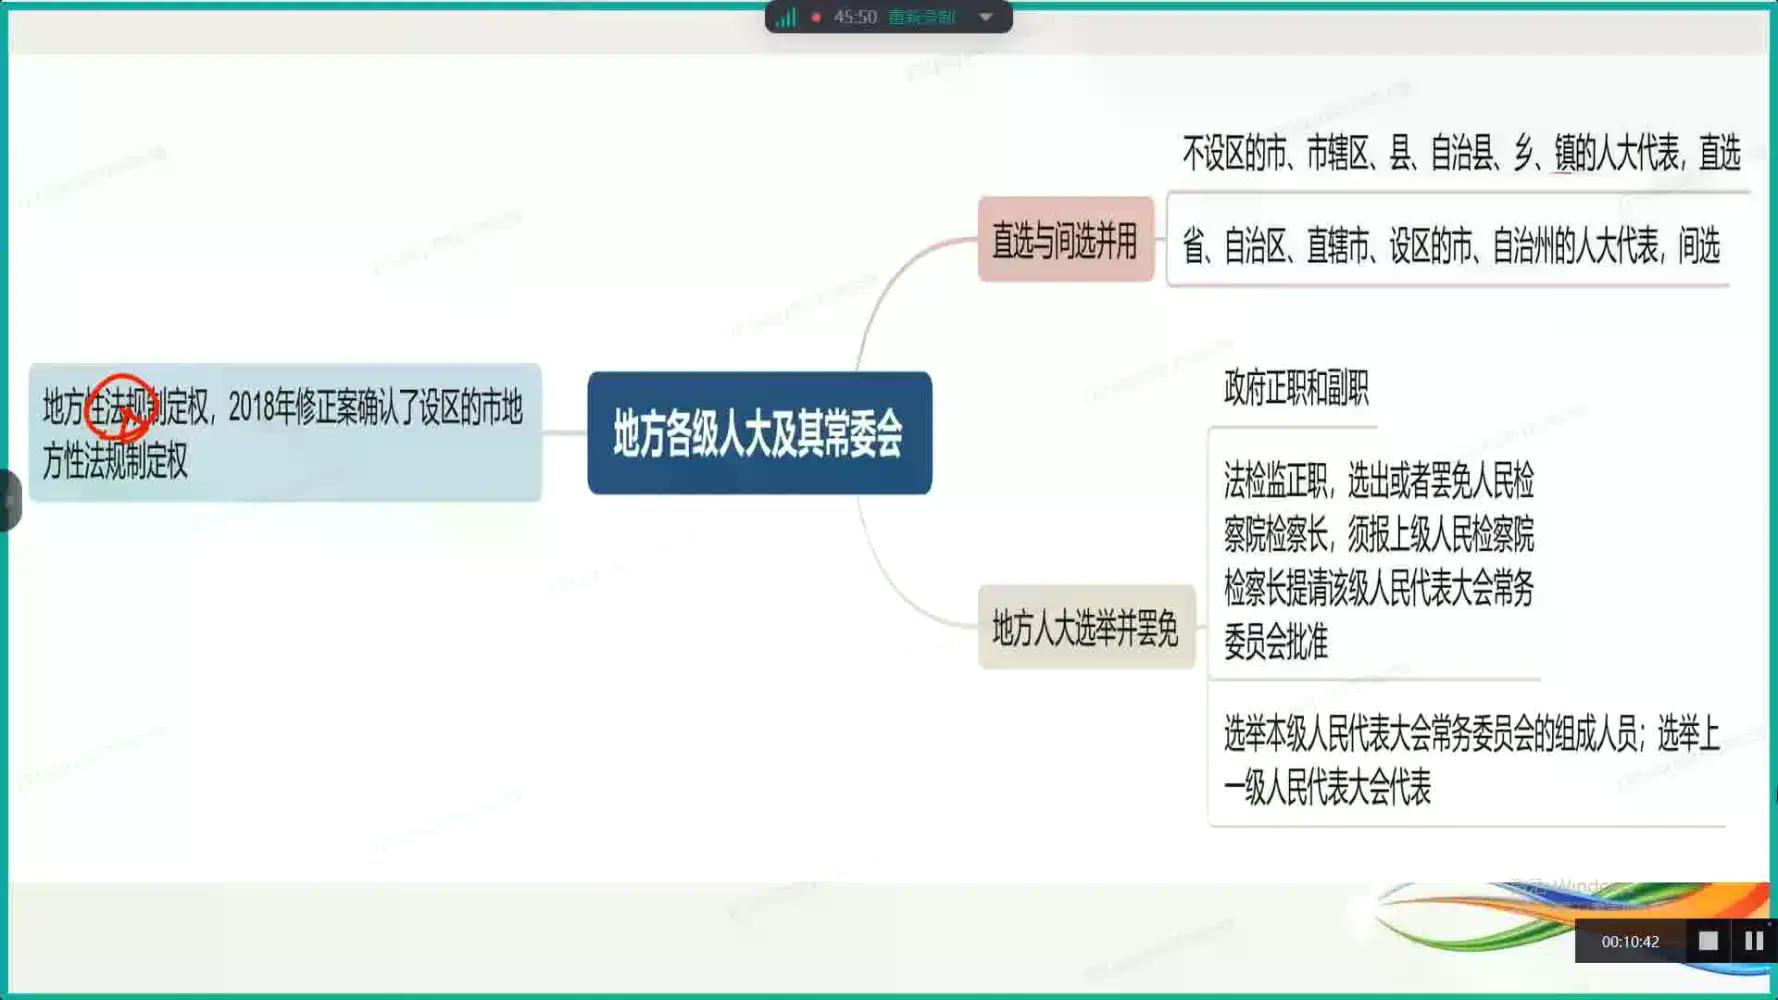 45:50 重新录制
不设区的市、市辖区、县、自治县、乡、镇的人大代表，直选
直选与间选并用
省、自治区、直辖市、设区的市、自治州的人大代表，间选
地方性法规制定权，2018年修正案确认了设区的市地
方性法规制定权
地方各级人大及其常委会
政府正职和副职
法检监正职，选出或者罢免人民检
察院检察长，须报上级人民检察院
检察长提请该级人民代表大会常务
委员会批准
地方人大选举并罢免
选举本级人民代表大会常务委员会的组成人员；选举上
一级人民代表大会代表
00:10:42